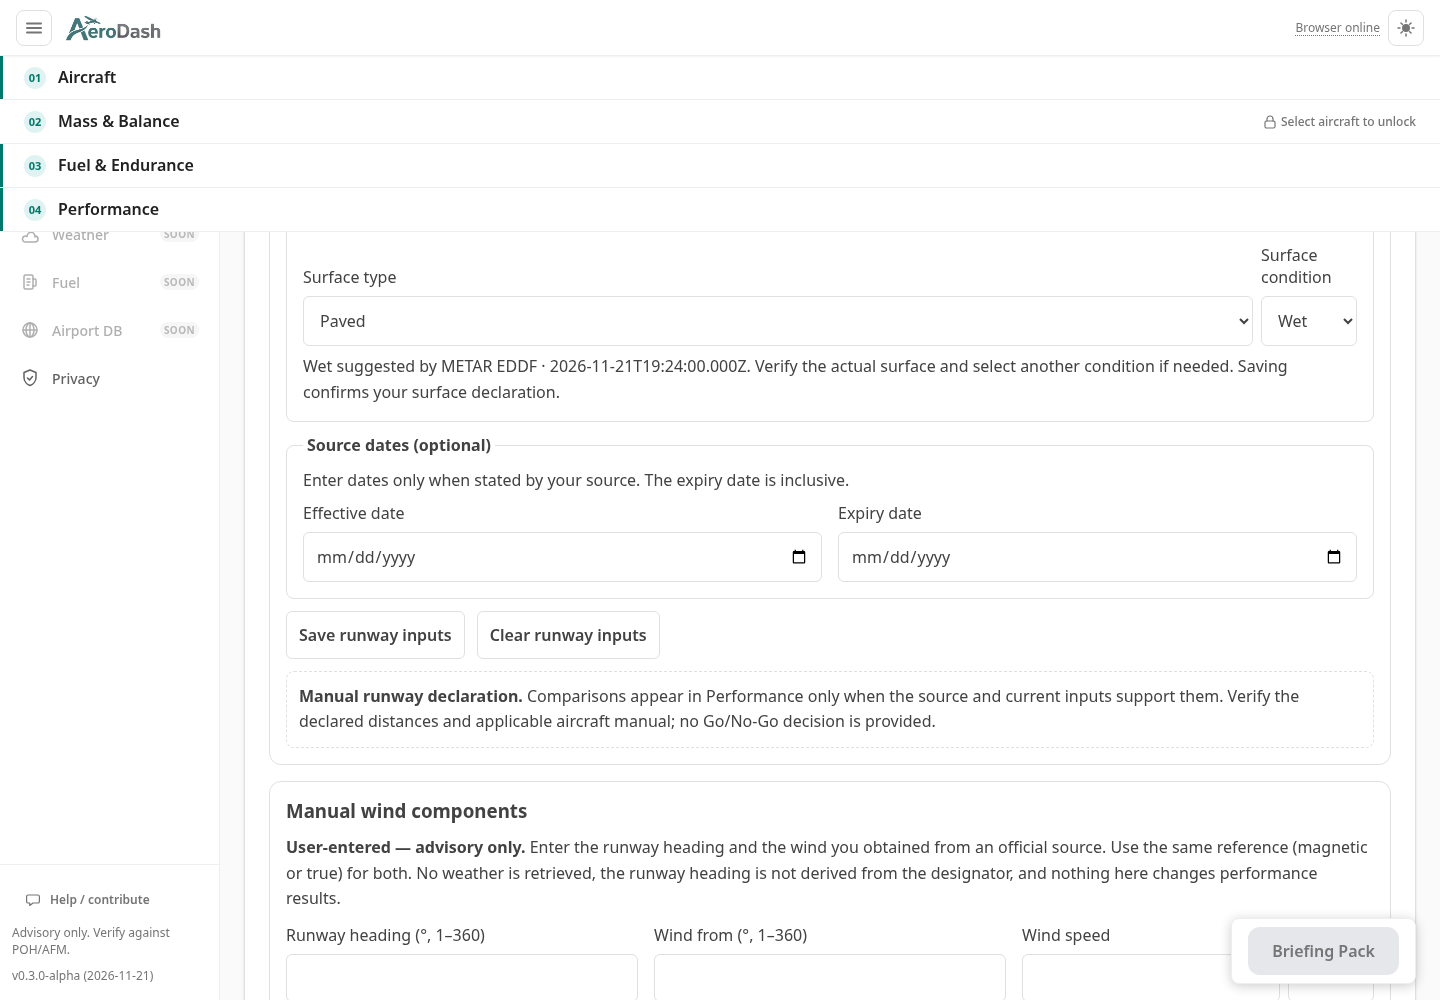 AeroDash
Browser online
01 Aircraft
02 Mass & Balance
Select aircraft to unlock
03 Fuel & Endurance
04 Performance
Weather SOON
Fuel SOON
Airport DB SOON
Privacy
Help / contribute
Advisory only. Verify against
POH/AFM.
v0.3.0-alpha (2026-11-21)
Surface type
Surface
condition
Paved
Wet
Wet suggested by METAR EDDF · 2026-11-21T19:24:00.000Z. Verify the actual surface and select another condition if needed. Saving
confirms your surface declaration.
Source dates (optional)
Enter dates only when stated by your source. The expiry date is inclusive.
Effective date
Expiry date
mm/dd/yyyy
mm/dd/yyyy
Save runway inputs
Clear runway inputs
Manual runway declaration. Comparisons appear in Performance only when the source and current inputs support them. Verify the
declared distances and applicable aircraft manual; no Go/No-Go decision is provided.
Manual wind components
User-entered — advisory only. Enter the runway heading and the wind you obtained from an official source. Use the same reference (magnetic
or true) for both. No weather is retrieved, the runway heading is not derived from the designator, and nothing here changes performance
results.
Runway heading (°, 1–360)
Wind from (°, 1–360)
Wind speed
Briefing Pack